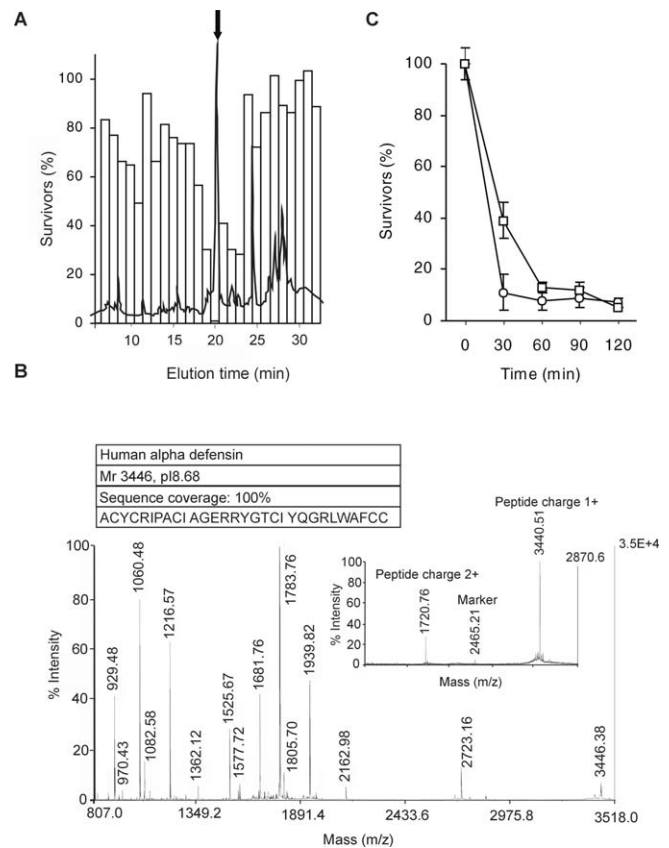 A
Survivors (%)
100
80
60
40
20
0
10 15 20 25 30
Elution time (min)
C
Survivors (%)
100
80
60
40
20
0
0 30 60 90 120
Time (min)
B
Human alpha defensin
Mr 3446, pI8.68
Sequence coverage: 100%
ACYCRIPACI AGERRYGTCI YQGRLWAFCC
% Intensity
100
80
60
40
20
0
929.48
970.43
1060.48
1082.58
1216.57
1362.12
1525.67
1577.72
1681.76
1783.76
1805.70
1939.82
2162.98
2723.16
3446.38
3.5E+4
807.0 1349.2 1891.4 2433.6 2975.8 3518.0
Mass (m/z)
Peptide charge 1+
3440.51
2870.6
Peptide charge 2+
1720.76
Marker
2465.21
% Intensity
100
80
60
40
20
0
Mass (m/z)